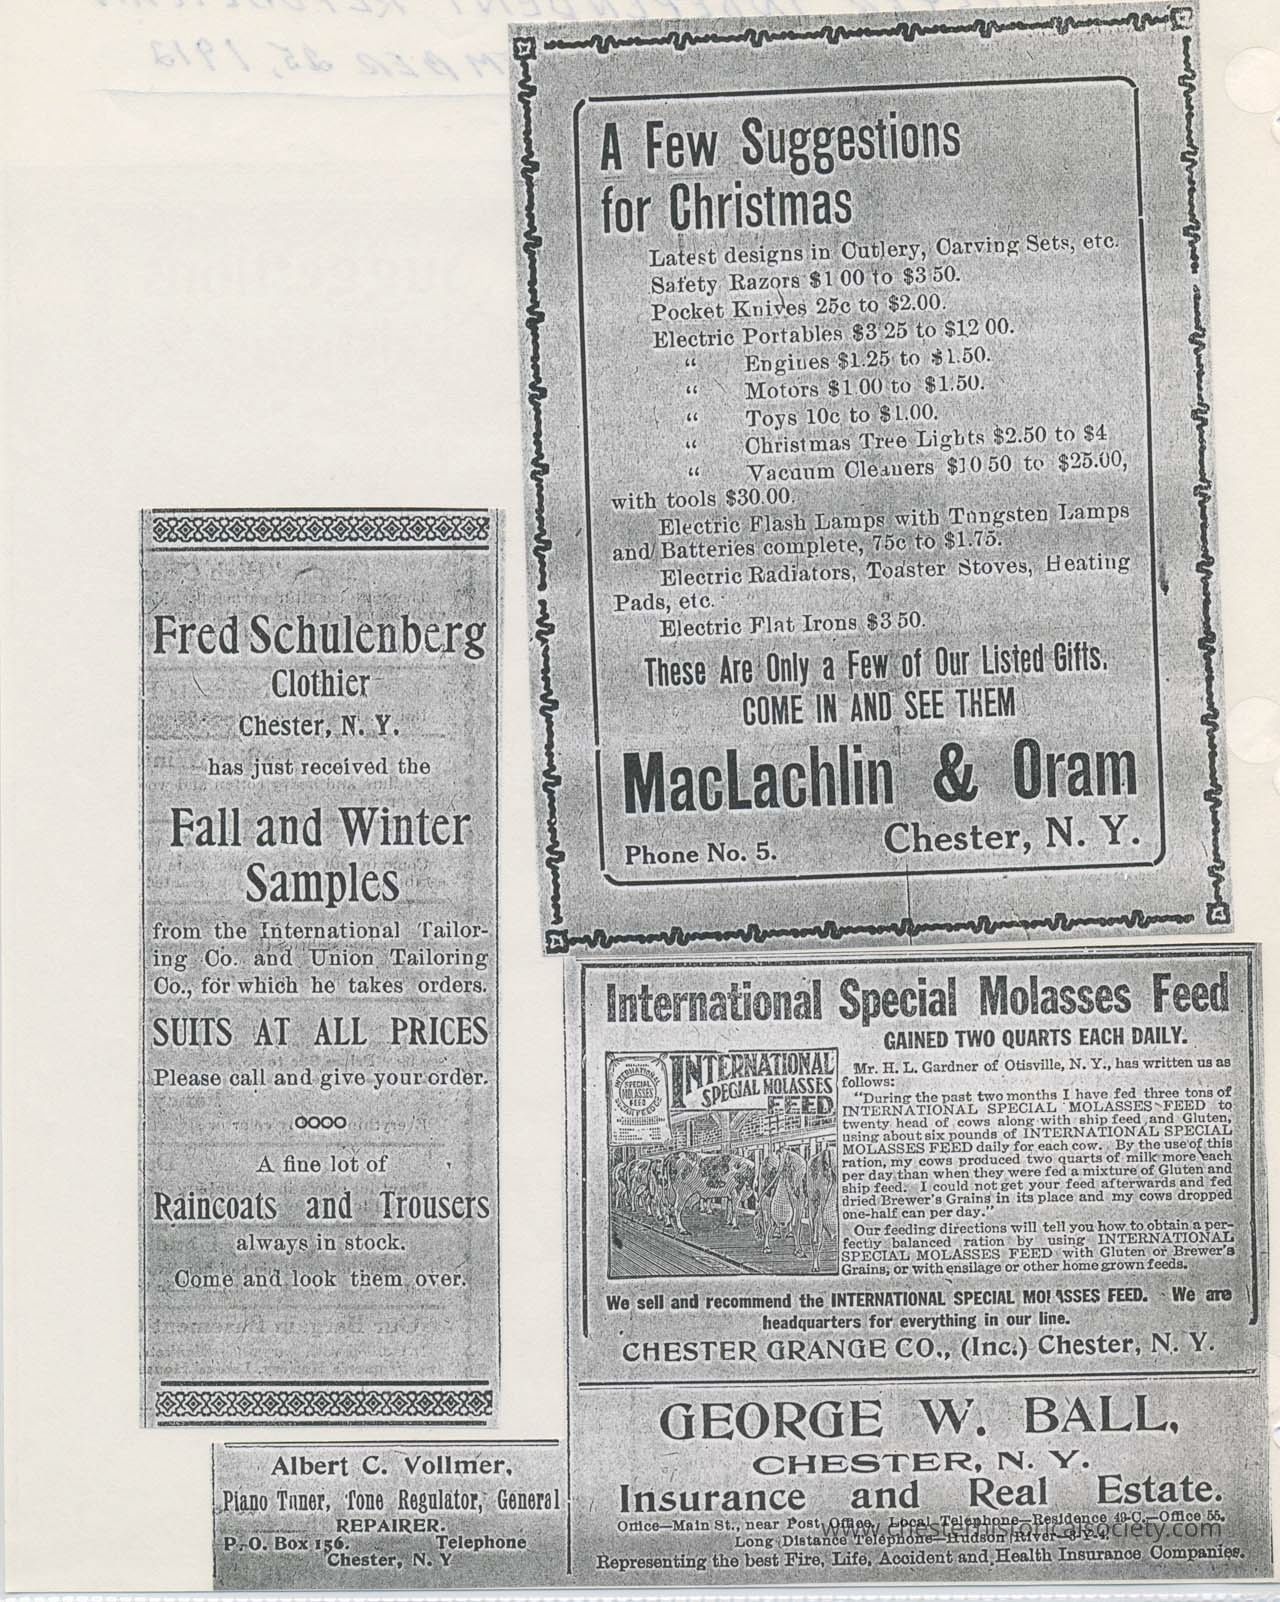 A Few Suggestions
for Christmas
Latest designs in Cutlery, Carving Sets, etc.
Safety Razors $1 00 to $3 50.
Pocket Knives 25c to $2.00.
Electric Portables $3 25 to $12 00.
“ Engines $1.25 to $1.50.
“ Motors $1.00 to $1.50.
“ Toys 10c to $1.00.
“ Christmas Tree Lights $2.50 to $4
“ Vacuum Cleaners $10 50 to $25.00,
with tools $30.00.
Electric Flash Lamps with Tungsten Lamps
and Batteries complete, 75c to $1.75.
Electric Radiators, Toaster Stoves, Heating
Pads, etc.
Electric Flat Irons $3 50.
These Are Only a Few of Our Listed Gifts.
COME IN AND SEE THEM
MacLachlin & Oram
Phone No. 5. Chester, N. Y.
Fred Schulenberg
Clothier
Chester, N. Y.
has just received the
Fall and Winter
Samples
from the International Tailor-
ing Co. and Union Tailoring
Co., for which he takes orders.
SUITS AT ALL PRICES
Please call and give your order.
A fine lot of
Raincoats and Trousers
always in stock.
Come and look them over.
International Special Molasses Feed
GAINED TWO QUARTS EACH DAILY.
INTERNATIONAL
SPECIAL MOLASSES
FEED
INTERNATIONAL
SPECIAL
MOLASSES
FEED
Mr. H. L. Gardner of Otisville, N. Y., has written us as
follows:
“During the past two months I have fed three tons of
INTERNATIONAL SPECIAL MOLASSES FEED to
twenty head of cows along with ship feed and Gluten,
using about six pounds of INTERNATIONAL SPECIAL
MOLASSES FEED daily for each cow. By the use of this
ration, my cows produced two quarts of milk more each
per day than when they were fed a mixture of Gluten and
ship feed. I could not get your feed afterwards and fed
dried Brewer's Grains in its place and my cows dropped
one-half can per day.”
Our feeding directions will tell you how to obtain a per-
fectly balanced ration by using INTERNATIONAL
SPECIAL MOLASSES FEED with Gluten or Brewer's
Grains, or with ensilage or other home grown feeds.
We sell and recommend the INTERNATIONAL SPECIAL MOLASSES FEED. We are
headquarters for everything in our line.
CHESTER GRANGE CO., (Inc.) Chester, N. Y.
Albert C. Vollmer,
Piano Tuner, Tone Regulator, General
REPAIRER.
P. O. Box 156. Telephone
Chester, N. Y
GEORGE W. BALL,
CHESTER, N. Y.
Insurance and Real Estate.
Office—Main St., near Post Office. Local Telephone—Residence 49-C.—Office 55.
Long Distance Telephone—Hudson River
Representing the best Fire, Life, Accident and Health Insurance Companies.
www.chesterhistoricalsociety.com